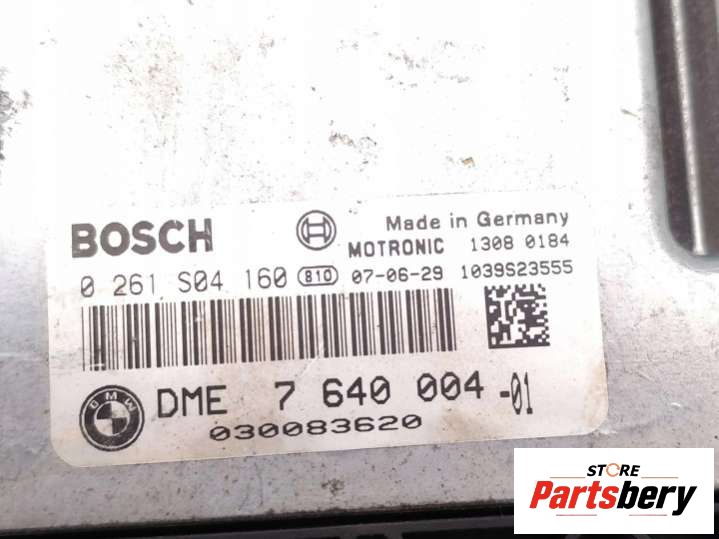 BOSCH
Made in Germany
MOTRONIC 1308 0184
0 261 S04 160 810 07-06-29 1039S23555
BMW
DME 7 640 004-01
030083620
STORE
Partsbery